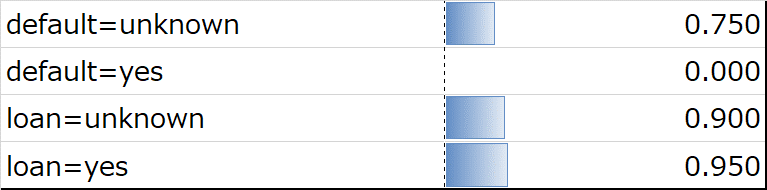 default=unknown 0.750
default=yes 0.000
loan=unknown 0.900
loan=yes 0.950